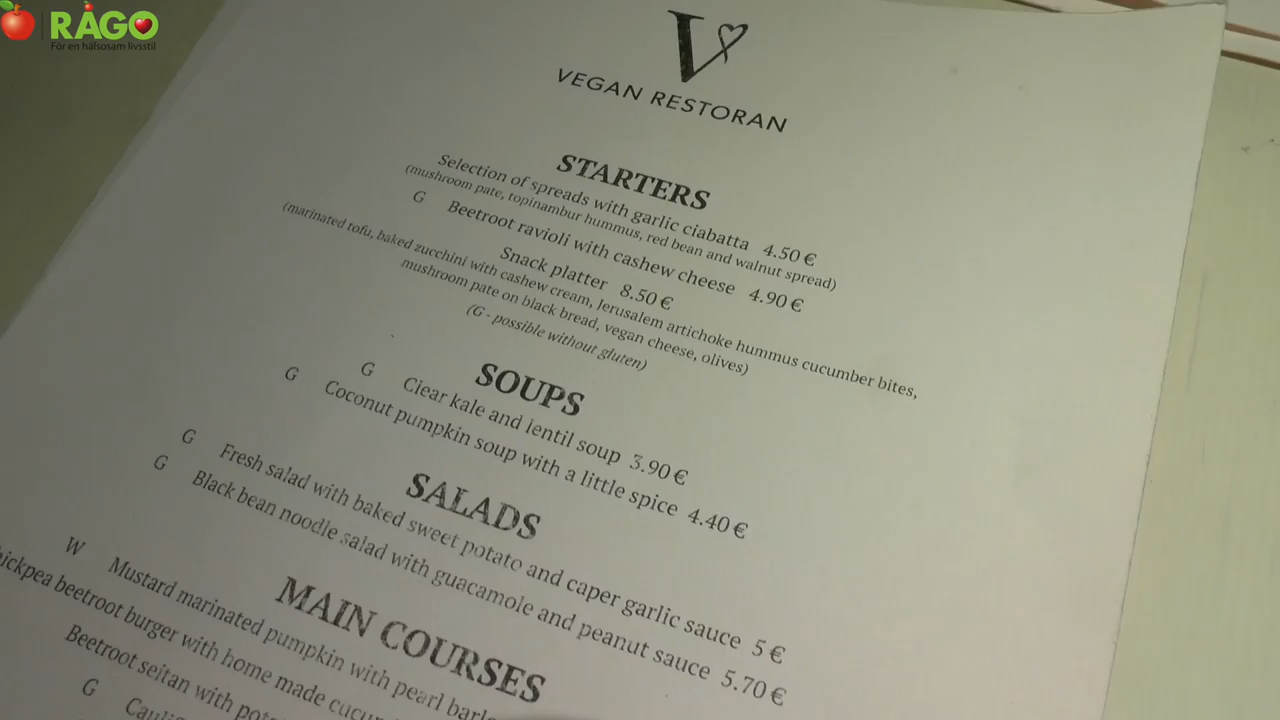 RÅGO
För en hälsosam livsstil
V
VEGAN RESTORAN
STARTERS
Selection of spreads with garlic ciabatta 4.50 €
(mushroom pate, topinambur hummus, red bean and walnut spread)
G Beetroot ravioli with cashew cheese 4.90 €
Snack platter 8.50 €
(marinated tofu, baked zucchini with cashew cream, Jerusalem artichoke hummus cucumber bites,
mushroom pate on black bread, vegan cheese, olives)
(G - possible without gluten)
SOUPS
G Clear kale and lentil soup 3.90 €
G Coconut pumpkin soup with a little spice 4.40 €
SALADS
G Fresh salad with baked sweet potato and caper garlic sauce 5 €
G Black bean noodle salad with guacamole and peanut sauce 5.70 €
MAIN COURSES
W Mustard marinated pumpkin with pearl
beetroot burger with home made
Beetroot seitan with
G